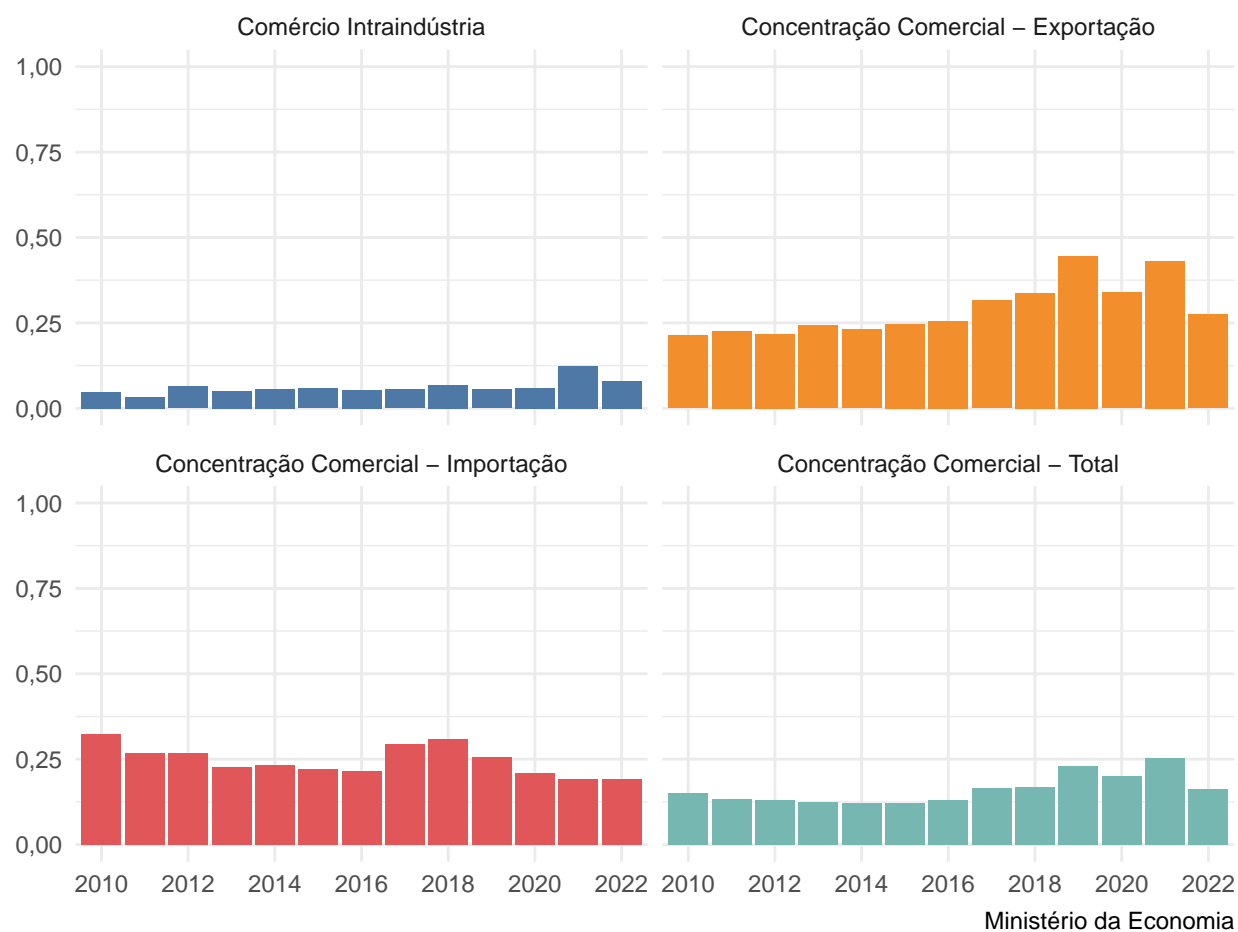 Comércio Intraindústria
Concentração Comercial – Exportação
1,00
0,75
0,50
0,25
0,00
Concentração Comercial – Importação
Concentração Comercial – Total
1,00
0,75
0,50
0,25
0,00
2010 2012 2014 2016 2018 2020 2022
2010 2012 2014 2016 2018 2020 2022
Ministério da Economia